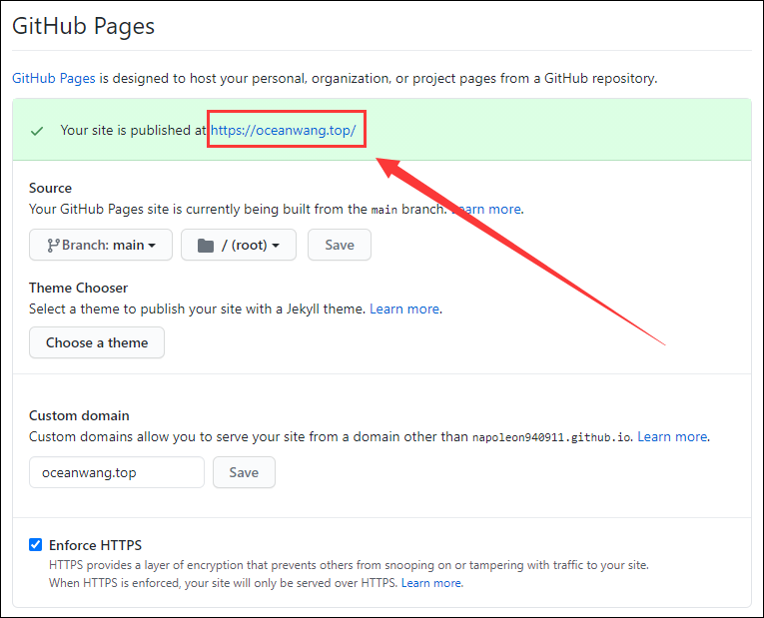 GitHub Pages
GitHub Pages is designed to host your personal, organization, or project pages from a GitHub repository.
Your site is published at https://oceanwang.top/
Source
Your GitHub Pages site is currently being built from the main branch. Learn more.
Branch: main
/ (root)
Save
Theme Chooser
Select a theme to publish your site with a Jekyll theme. Learn more.
Choose a theme
Custom domain
Custom domains allow you to serve your site from a domain other than napoleon940911.github.io. Learn more.
oceanwang.top
Save
Enforce HTTPS
HTTPS provides a layer of encryption that prevents others from snooping on or tampering with traffic to your site.
When HTTPS is enforced, your site will only be served over HTTPS. Learn more.